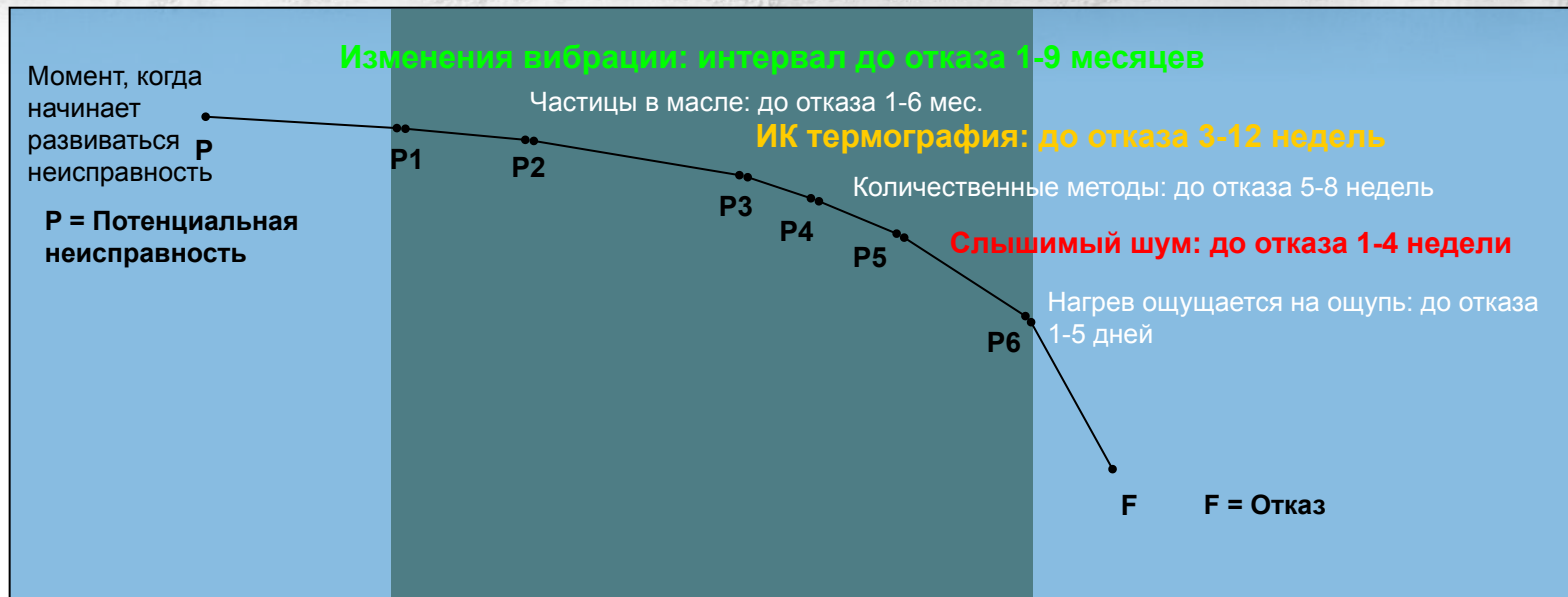 Изменения вибрации: интервал до отказа 1-9 месяцев
Момент, когда
начинает
развиваться
неисправность
Частицы в масле: до отказа 1-6 мес.
ИК термография: до отказа 3-12 недель
P
P1
P2
P3
Количественные методы: до отказа 5-8 недель
P4
P = Потенциальная
неисправность
Слышимый шум: до отказа 1-4 недели
P5
Нагрев ощущается на ощупь: до отказа
1-5 дней
P6
F
F = Отказ